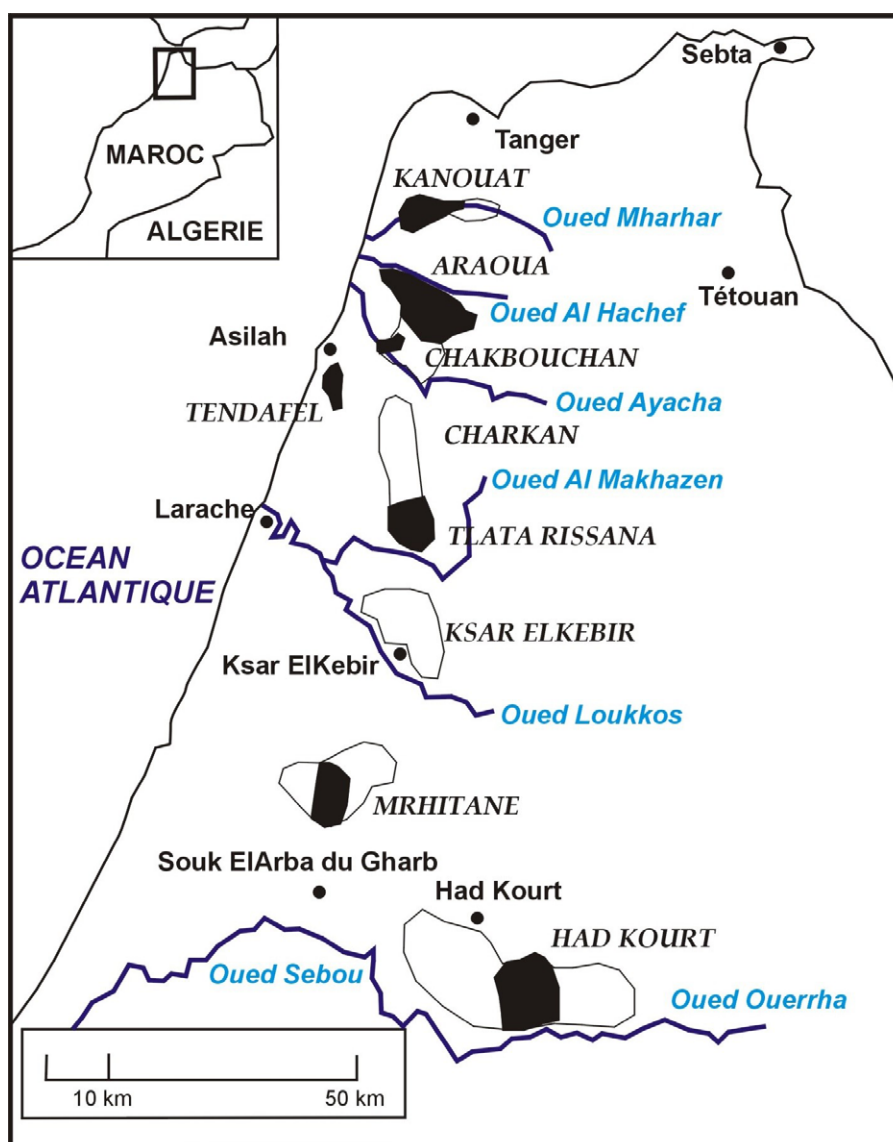 Sebta
MAROC
Tanger
KANOUAT
Oued Mharhar
ALGERIE
ARAOUA
Tétouan
Oued Al Hachef
Asilah
CHAKBOUCHAN
Oued Ayacha
TENDAFEL
CHARKAN
Oued Al Makhazen
Larache
TLATA RISSANA
OCEAN
ATLANTIQUE
KSAR ELKEBIR
Ksar ElKebir
Oued Loukkos
MRHITANE
Souk ElArba du Gharb
Had Kourt
HAD KOURT
Oued Sebou
Oued Ouerrha
10 km
50 km